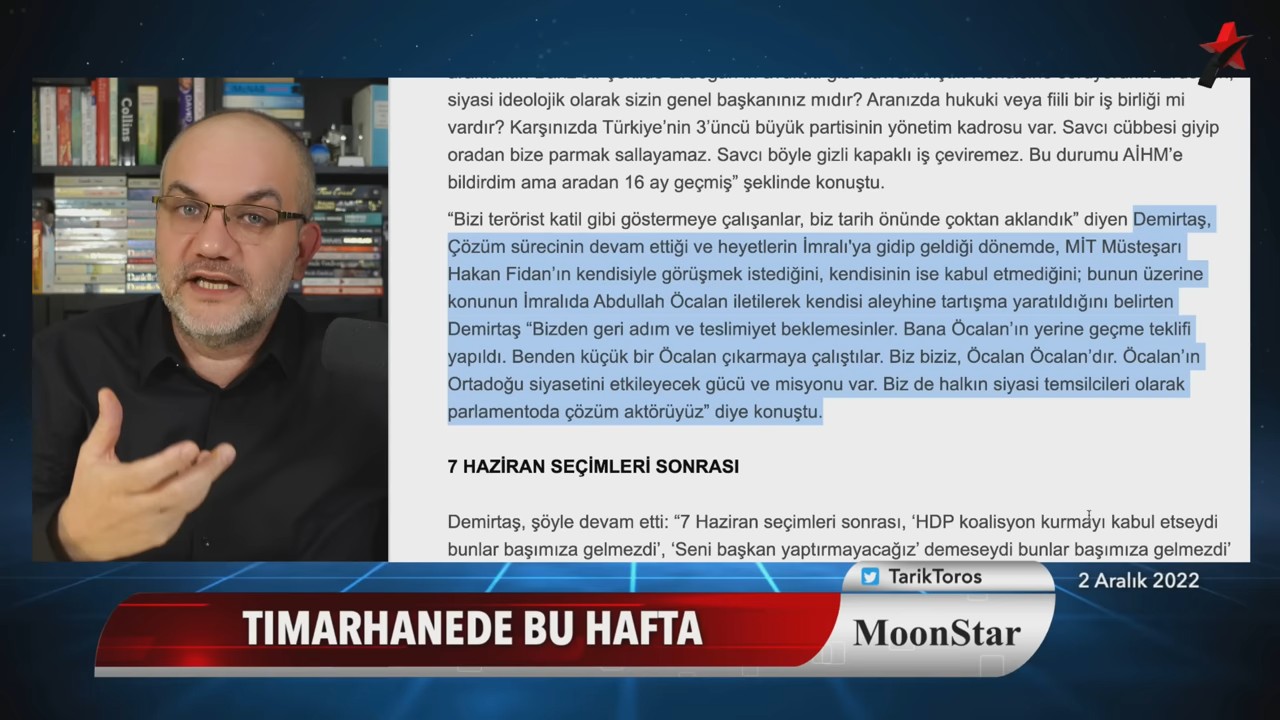 siyasi ideolojik olarak sizin genel başkanınız mıdır? Aranızda hukuki veya fiili bir iş birliği mi
vardır? Karşınızda Türkiye’nin 3’üncü büyük partisinin yönetim kadrosu var. Savcı cübbesi giyip
oradan bize parmak sallayamaz. Savcı böyle gizli kapaklı iş çeviremez. Bu durumu AİHM’e
bildirdim ama aradan 16 ay geçmiş” şeklinde konuştu.
“Bizi terörist katil gibi göstermeye çalışanlar, biz tarih önünde çoktan aklandık” diyen Demirtaş,
Çözüm sürecinin devam ettiği ve heyetlerin İmralı'ya gidip geldiği dönemde, MİT Müsteşarı
Hakan Fidan’ın kendisiyle görüşmek istediğini, kendisinin ise kabul etmediğini; bunun üzerine
konunun İmralıda Abdullah Öcalan iletilerek kendisi aleyhine tartışma yaratıldığını belirten
Demirtaş “Bizden geri adım ve teslimiyet beklemesinler. Bana Öcalan’ın yerine geçme teklifi
yapıldı. Benden küçük bir Öcalan çıkarmaya çalıştılar. Biz biziz, Öcalan Öcalan’dır. Öcalan’ın
Ortadoğu siyasetini etkileyecek gücü ve misyonu var. Biz de halkın siyasi temsilcileri olarak
parlamentoda çözüm aktörüyüz” diye konuştu.
7 HAZİRAN SEÇİMLERİ SONRASI
Demirtaş, şöyle devam etti: “7 Haziran seçimleri sonrası, ‘HDP koalisyon kurmayı kabul etseydi
bunlar başımıza gelmezdi’, ‘Seni başkan yaptırmayacağız’ demeseydi bunlar başımıza gelmezdi’
Collins
TarikToros
2 Aralık 2022
TIMARHANEDE BU HAFTA
MoonStar